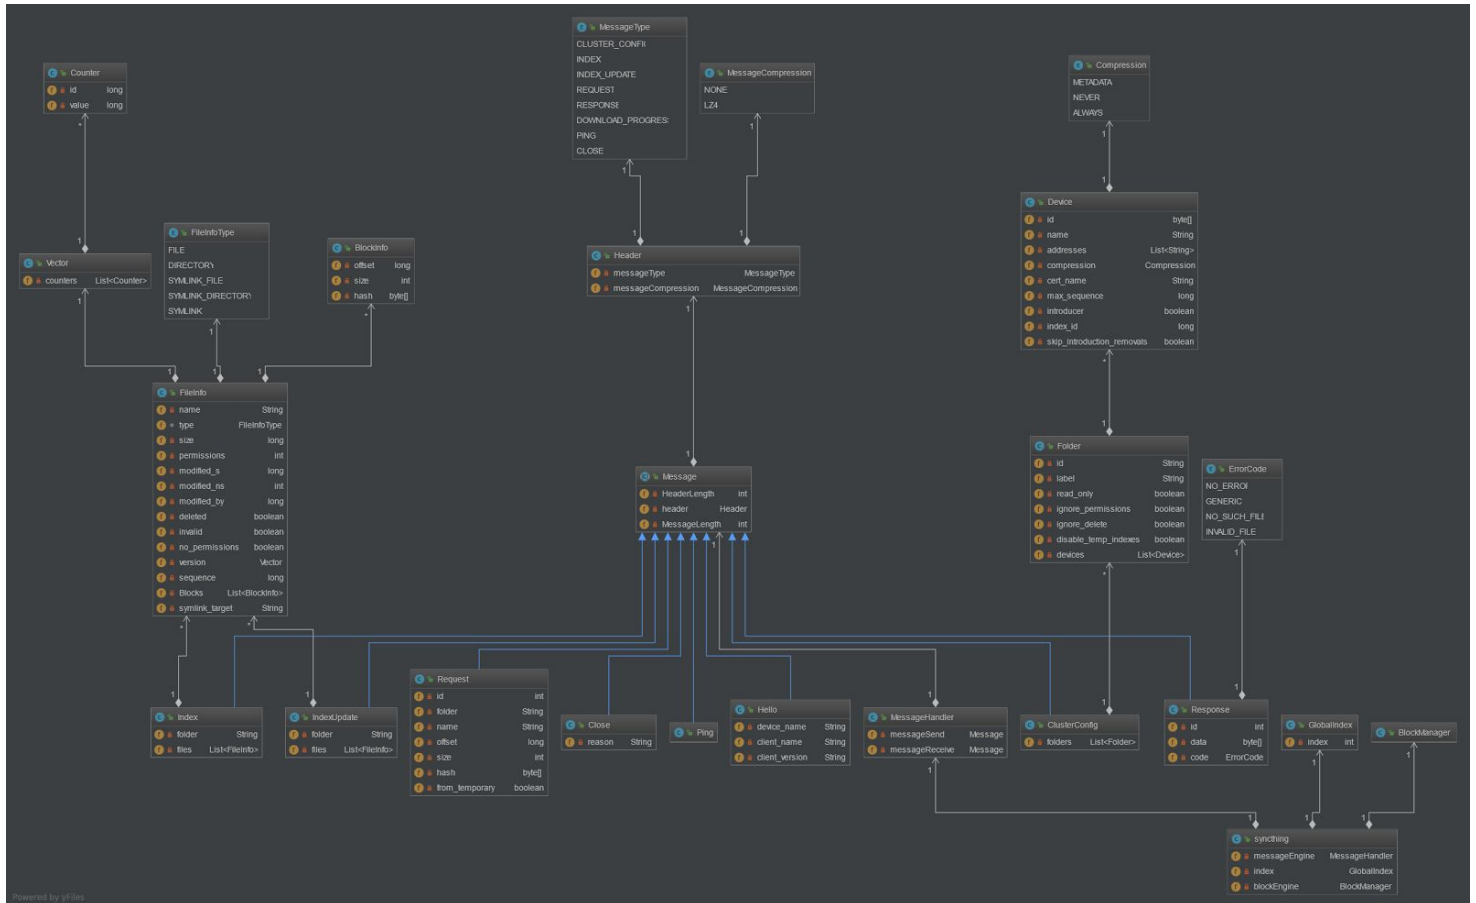 MessageType
CLUSTER_CONFI
INDEX
INDEX_UPDATE
REQUEST
RESPONSE
DOWNLOAD_PROGRES
PING
CLOSE
Counter
id long
value long
MessageCompression
NONE
LZ4
Compression
METADATA
NEVER
ALWAYS
Device
id byte[]
name String
addresses List<String>
compression Compression
cert_name String
max_sequence long
introducer boolean
index_id long
skip_introduction_removals boolean
FileInfoType
FILE
DIRECTORY
SYMLINK_FILE
SYMLINK_DIRECTORY
SYMLINK
BlockInfo
offset long
size int
hash byte[]
Vector
counters List<Counter>
Header
messageType MessageType
messageCompression MessageCompression
FileInfo
name String
type FileInfoType
size long
permissions int
modified_s long
modified_ns int
modified_by long
deleted boolean
invalid boolean
no_permissions boolean
version Vector
sequence long
Blocks List<BlockInfo>
symlink_target String
Message
HeaderLength int
header Header
MessageLength int
Folder
id String
label String
read_only boolean
ignore_permissions boolean
ignore_delete boolean
disable_temp_indexes boolean
devices List<Device>
ErrorCode
NO_ERROR
GENERIC
NO_SUCH_FILE
INVALID_FILE
Index
folder String
files List<FileInfo>
IndexUpdate
folder String
files List<FileInfo>
Request
id int
folder String
name String
offset long
size int
hash byte[]
from_temporary boolean
Close
reason String
Ping
Hello
device_name String
client_name String
client_version String
MessageHandler
messageSend Message
messageReceive Message
ClusterConfig
folders List<Folder>
Response
id int
data byte[]
code ErrorCode
GlobalIndex
index int
BlockManager
syncthing
messageEngine MessageHandler
index GlobalIndex
blockEngine BlockManager
Powered by yFiles